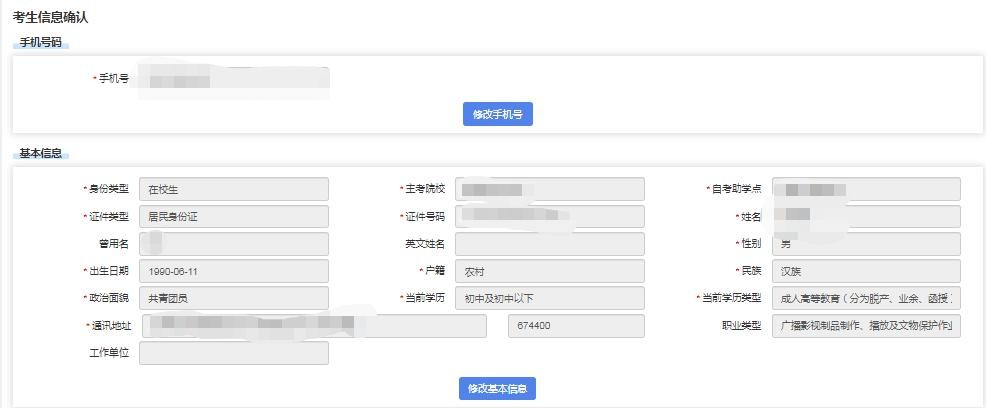 考生信息确认
手机号码
*手机号
修改手机号
基本信息
*身份类型 在校生 *主考院校 *自考助学点
*证件类型 居民身份证 *证件号码 *姓名
曾用名 英文姓名 *性别 男
*出生日期 1990-06-11 *户籍 农村 *民族 汉族
*政治面貌 共青团员 *当前学历 初中及初中以下 *当前学历类型 成人高等教育（分为脱产、业余、函授
*通讯地址 674400 职业类型 广播影视制品制作、播放及文物保护作业
工作单位
修改基本信息